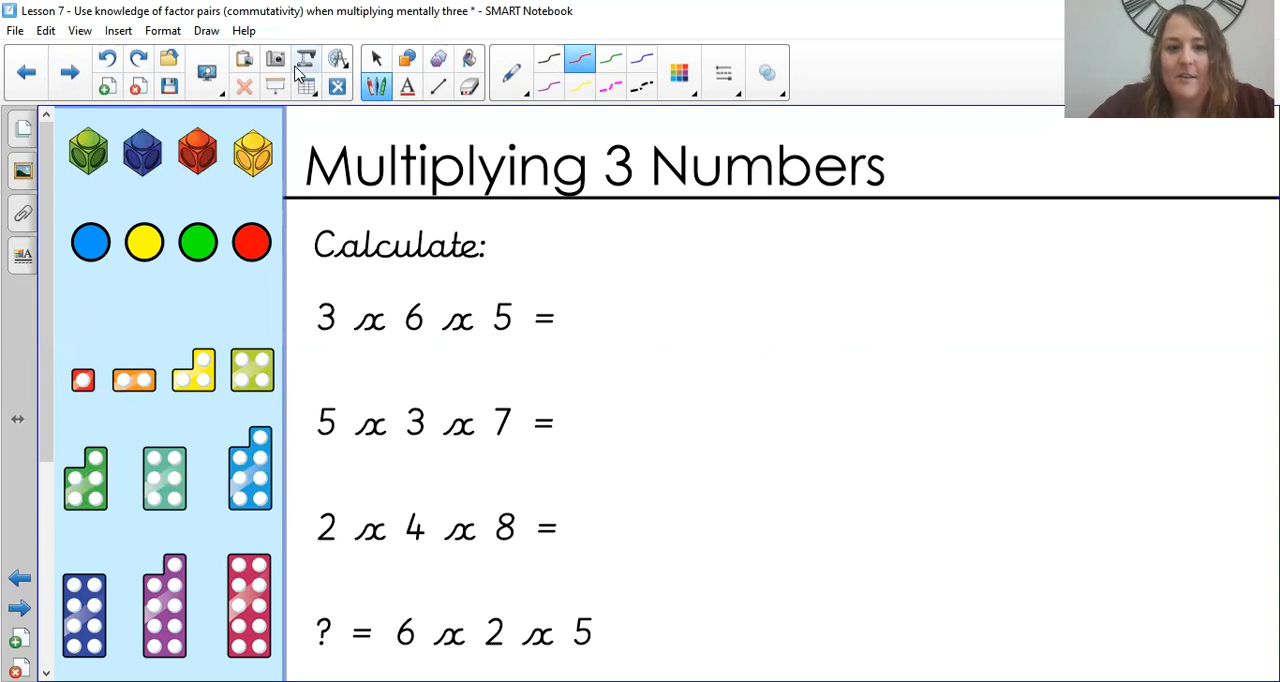 Lesson 7 - Use knowledge of factor pairs (commutativity) when multiplying mentally three * - SMART Notebook
File Edit View Insert Format Draw Help
Multiplying 3 Numbers
Calculate:
3 x 6 x 5 =
5 x 3 x 7 =
2 x 4 x 8 =
? = 6 x 2 x 5